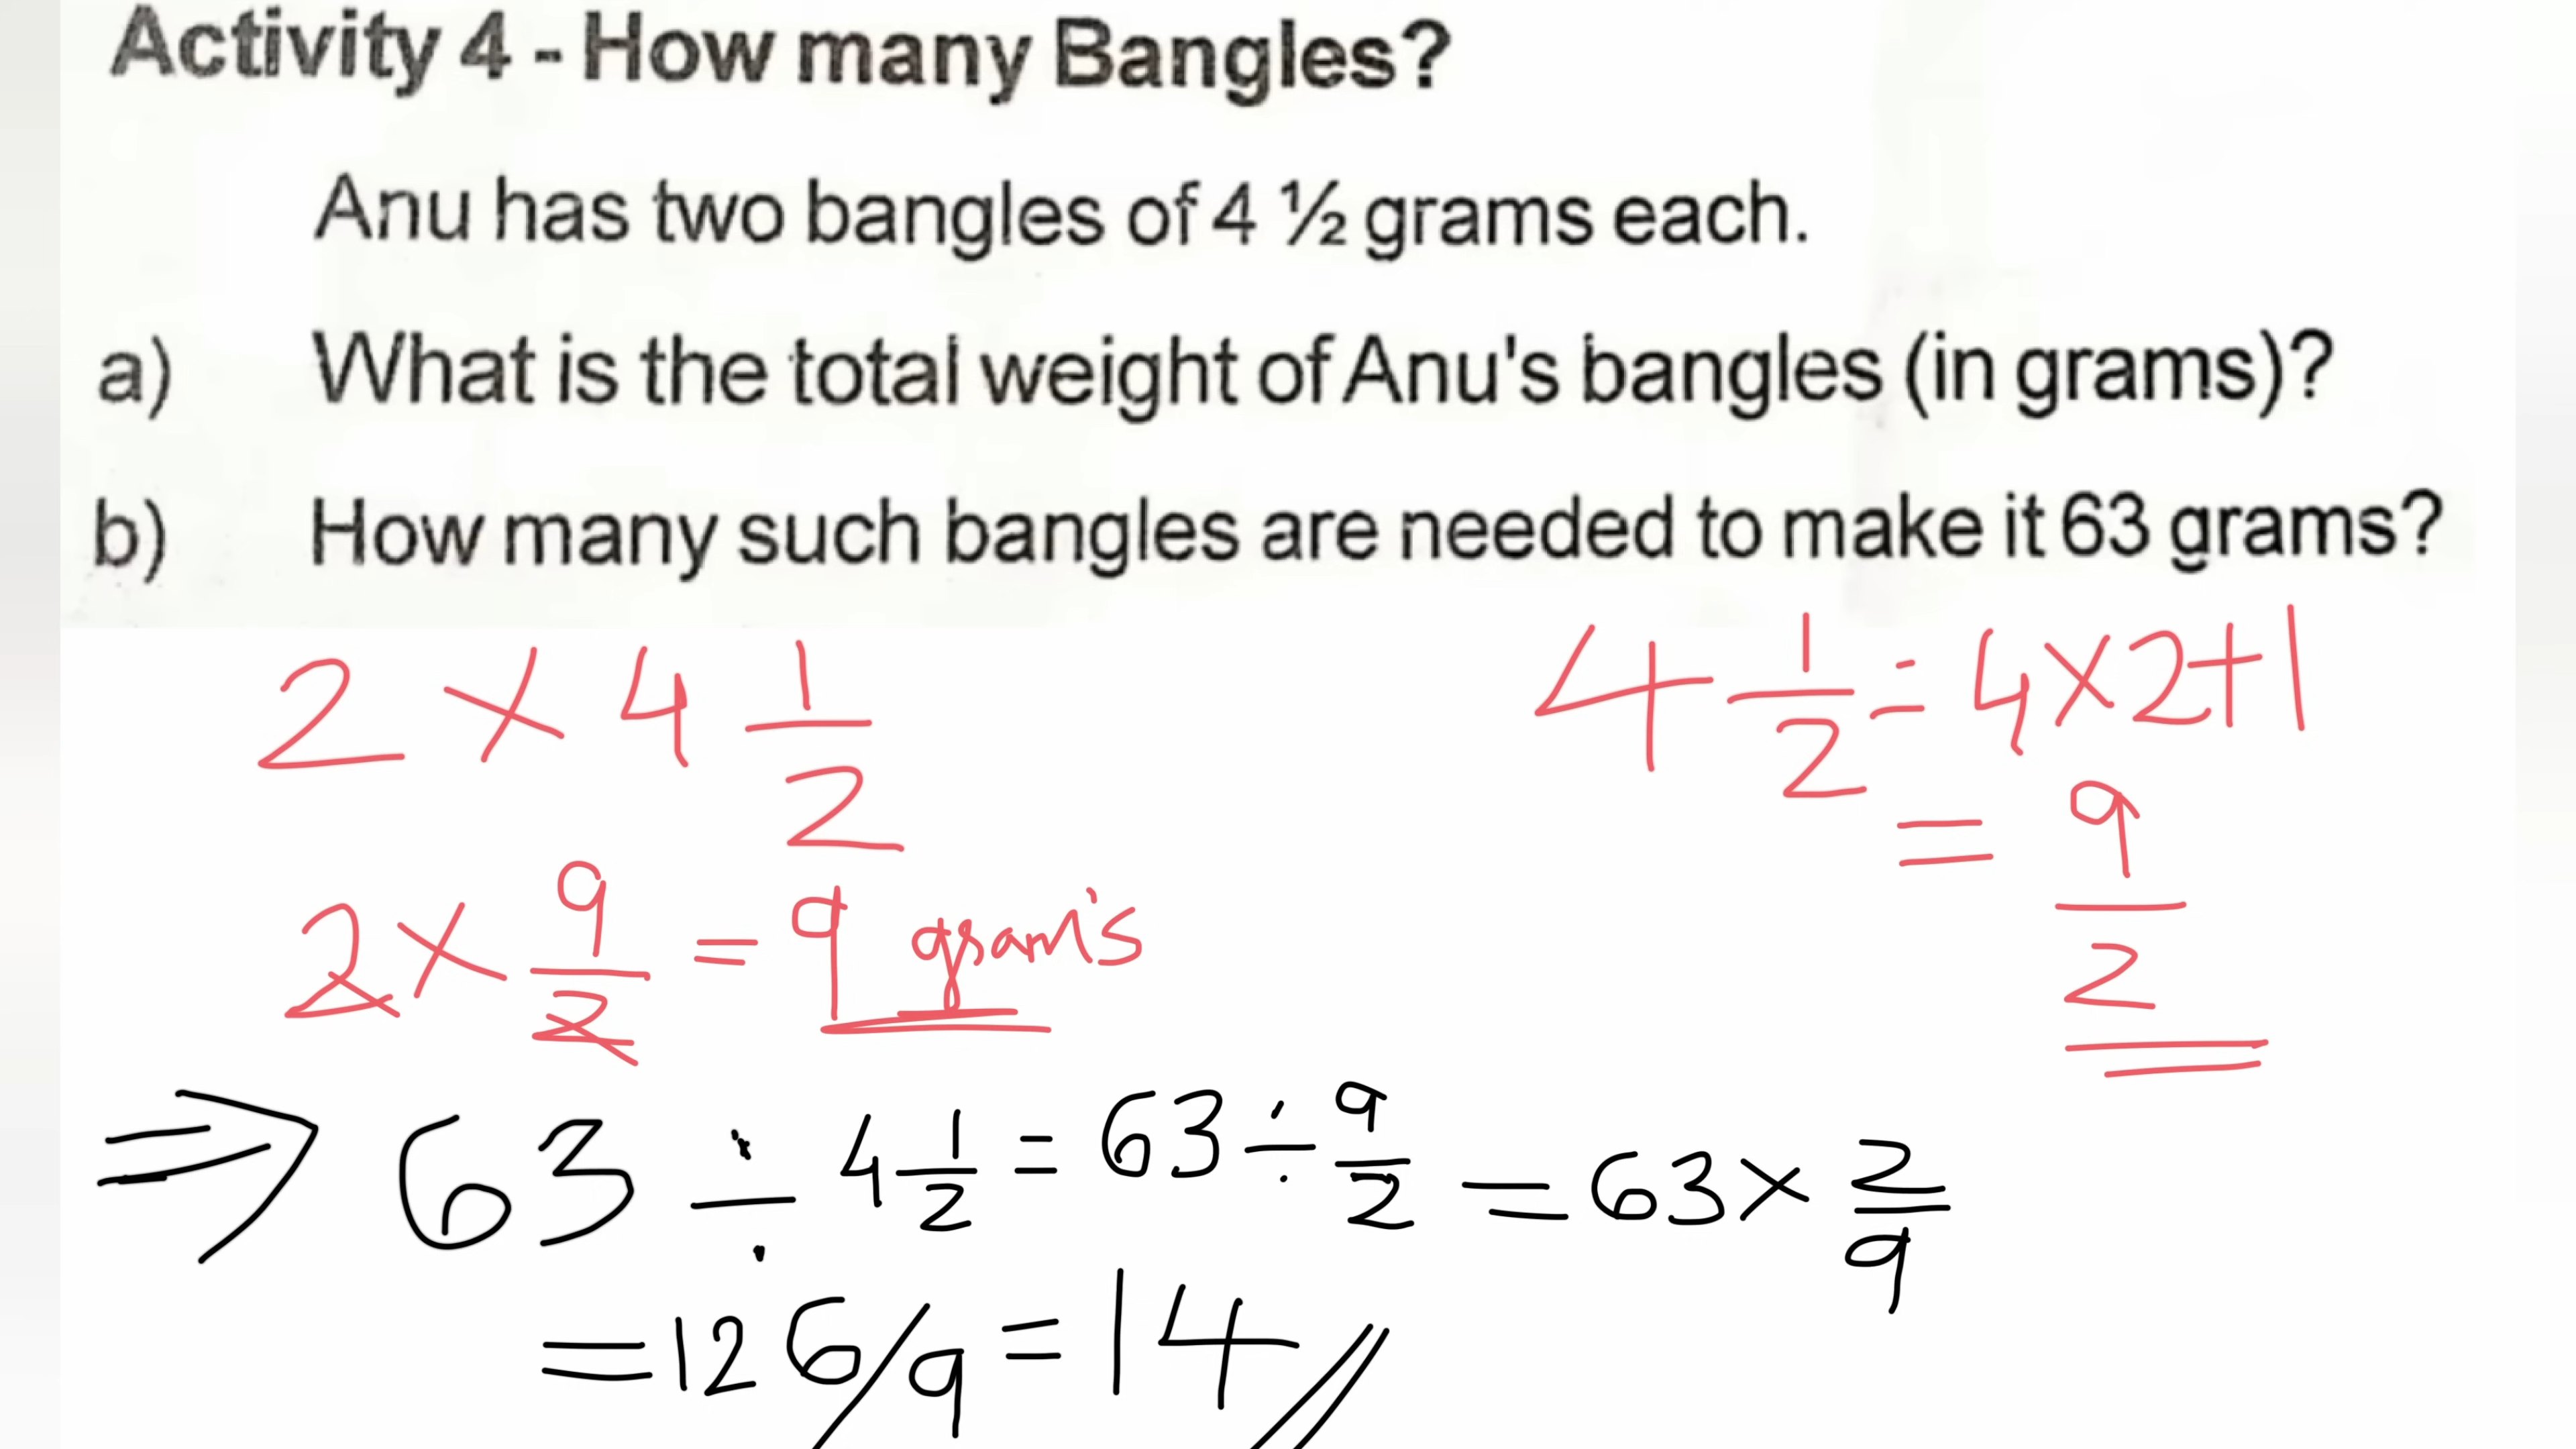 Activity 4 - How many Bangles?
Anu has two bangles of 4 ½ grams each.
a) What is the total weight of Anu's bangles (in grams)?
b) How many such bangles are needed to make it 63 grams?
2 × 4 1/2
4 1/2 = 4×2+1
= 9/2
2 × 9/2 = 9 gram's
⇒ 63 ÷ 4 1/2 = 63 ÷ 9/2 = 63 × 2/9
= 126/9 = 14 //